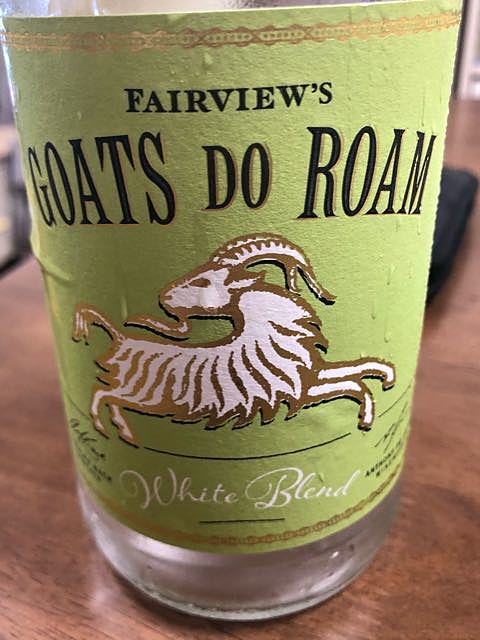 FAIRVIEW'S
GOATS DO ROAM
White Blend